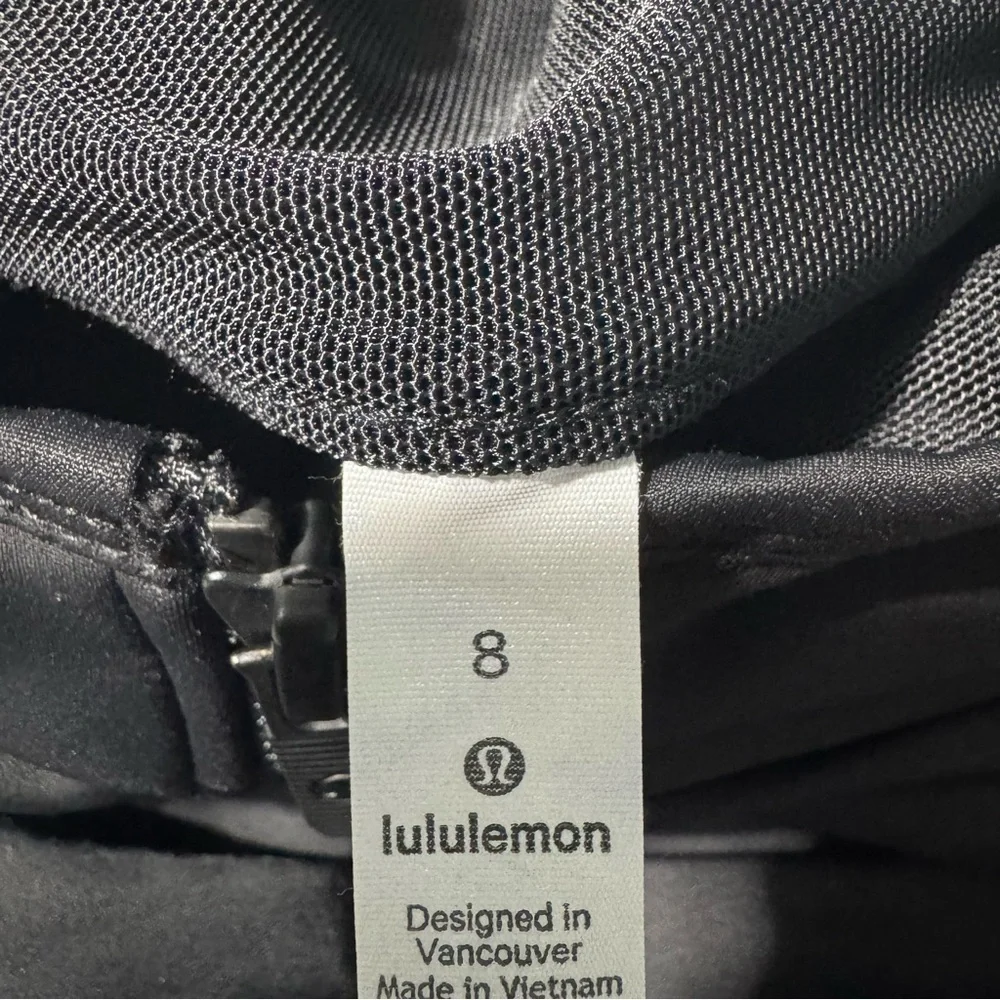 8
lululemon
Designed in
Vancouver
Made in Vietnam